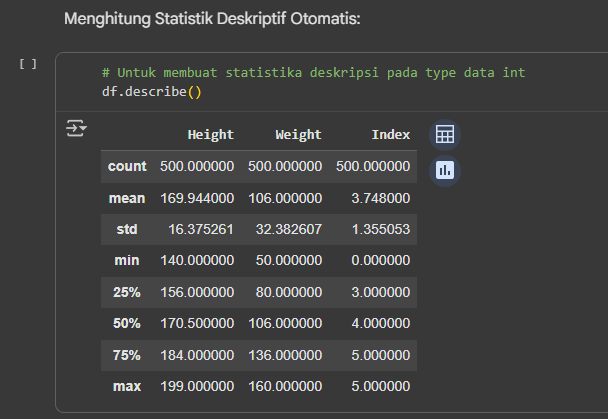 Menghitung Statistik Deskriptif Otomatis:
[ ]
# Untuk membuat statistika deskripsi pada type data int
df.describe()
Height Weight Index
count 500.000000 500.000000 500.000000
mean 169.944000 106.000000 3.748000
std 16.375261 32.382607 1.355053
min 140.000000 50.000000 0.000000
25% 156.000000 80.000000 3.000000
50% 170.500000 106.000000 4.000000
75% 184.000000 136.000000 5.000000
max 199.000000 160.000000 5.000000